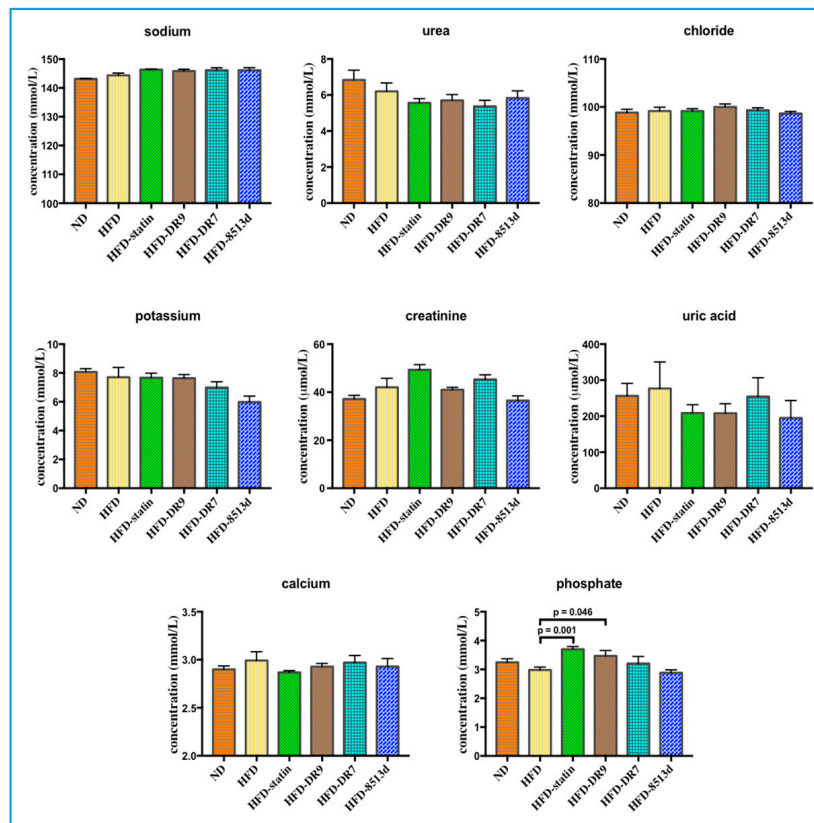 sodium
concentration (mmol/L)
150
140
130
120
110
100
ND
HFD
HFD-statin
HFD-DR9
HFD-DR7
HFD-8513d
urea
concentration (mmol/L)
8
6
4
2
0
ND
HFD
HFD-statin
HFD-DR9
HFD-DR7
HFD-8513d
chloride
concentration (mmol/L)
110
100
90
80
ND
HFD
HFD-statin
HFD-DR9
HFD-DR7
HFD-8513d
potassium
concentration (mmol/L)
10
8
6
4
2
0
ND
HFD
HFD-statin
HFD-DR9
HFD-DR7
HFD-8513d
creatinine
concentration (μmol/L)
60
40
20
0
ND
HFD
HFD-statin
HFD-DR9
HFD-DR7
HFD-8513d
uric acid
concentration (μmol/L)
400
300
200
100
0
ND
HFD
HFD-statin
HFD-DR9
HFD-DR7
HFD-8513d
calcium
concentration (mmol/L)
3.5
3.0
2.5
2.0
ND
HFD
HFD-statin
HFD-DR9
HFD-DR7
HFD-8513d
phosphate
concentration (mmol/L)
5
4
3
2
1
0
p = 0.046
p = 0.001
ND
HFD
HFD-statin
HFD-DR9
HFD-DR7
HFD-8513d